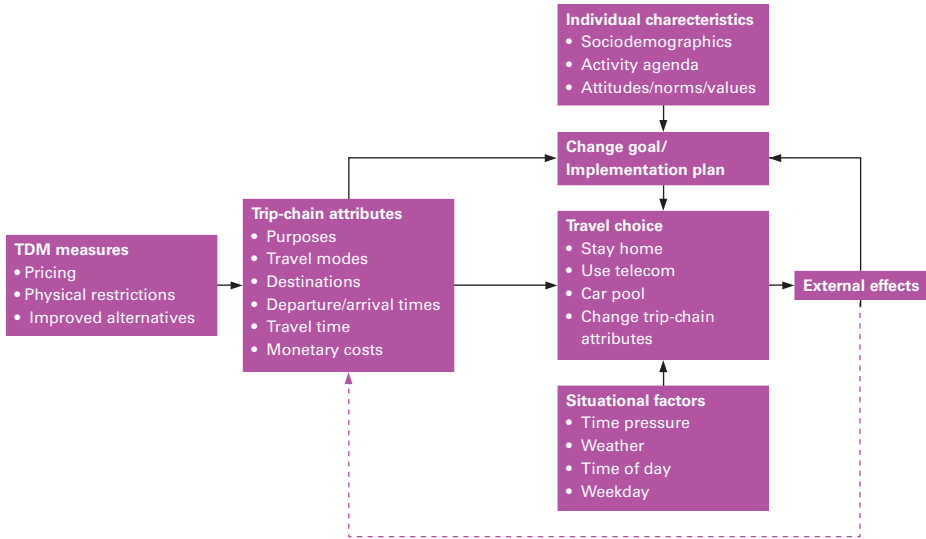 Individual charecteristics
• Sociodemographics
• Activity agenda
• Attitudes/norms/values
Change goal/
Implementation plan
Trip-chain attributes
• Purposes
• Travel modes
• Destinations
• Departure/arrival times
• Travel time
• Monetary costs
Travel choice
• Stay home
• Use telecom
• Car pool
• Change trip-chain
attributes
TDM measures
• Pricing
• Physical restrictions
• Improved alternatives
External effects
Situational factors
• Time pressure
• Weather
• Time of day
• Weekday